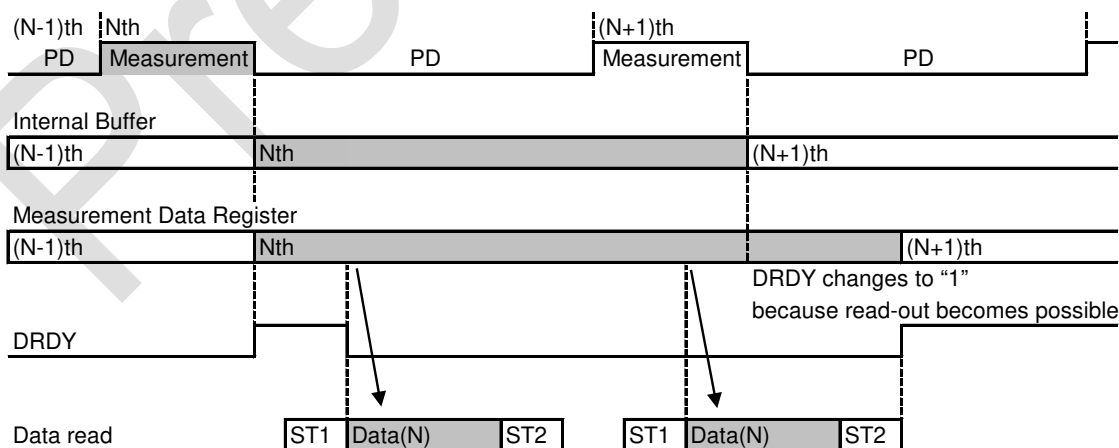 (N-1)th Nth (N+1)th
PD Measurement PD Measurement PD
Internal Buffer
(N-1)th Nth (N+1)th
Measurement Data Register
(N-1)th Nth (N+1)th
DRDY changes to “1”
because read-out becomes possible
DRDY
Data read ST1 Data(N) ST2 ST1 Data(N) ST2